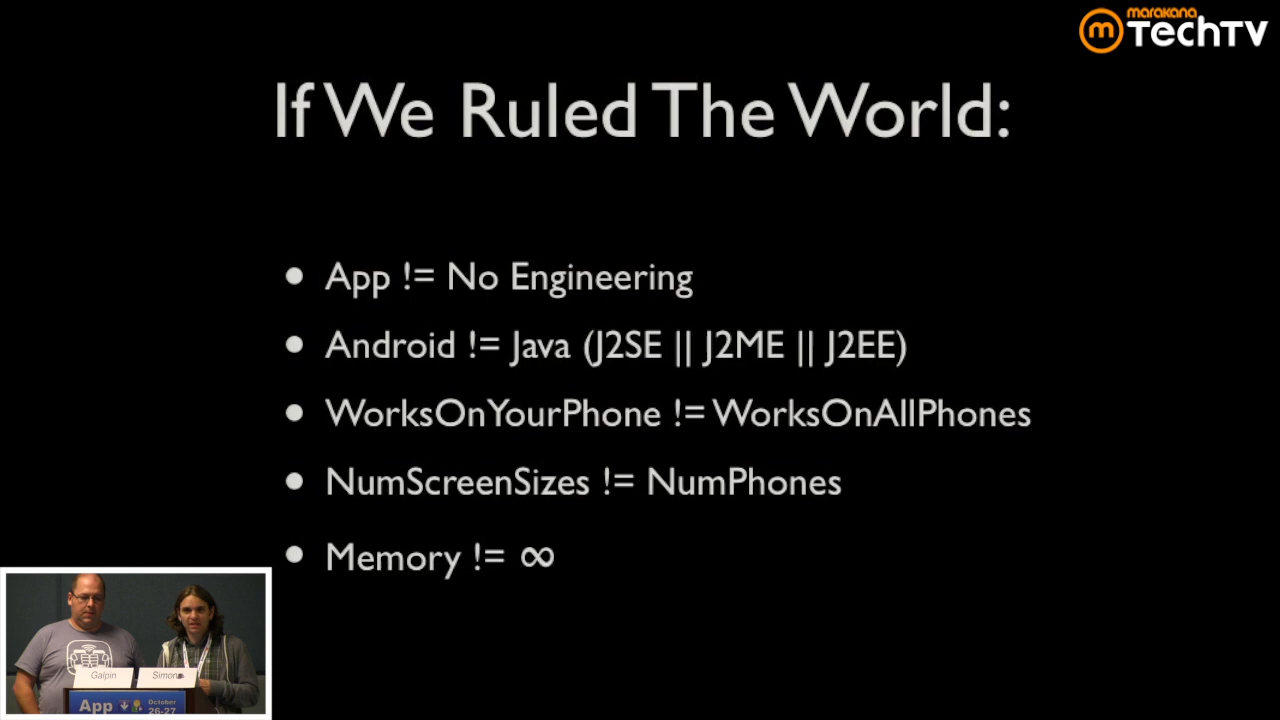 marakana
m TechTV
If We Ruled The World:
• App != No Engineering
• Android != Java (J2SE || J2ME || J2EE)
• WorksOnYourPhone != WorksOnAllPhones
• NumScreenSizes != NumPhones
• Memory != ∞
Galpin
App
October
26-27